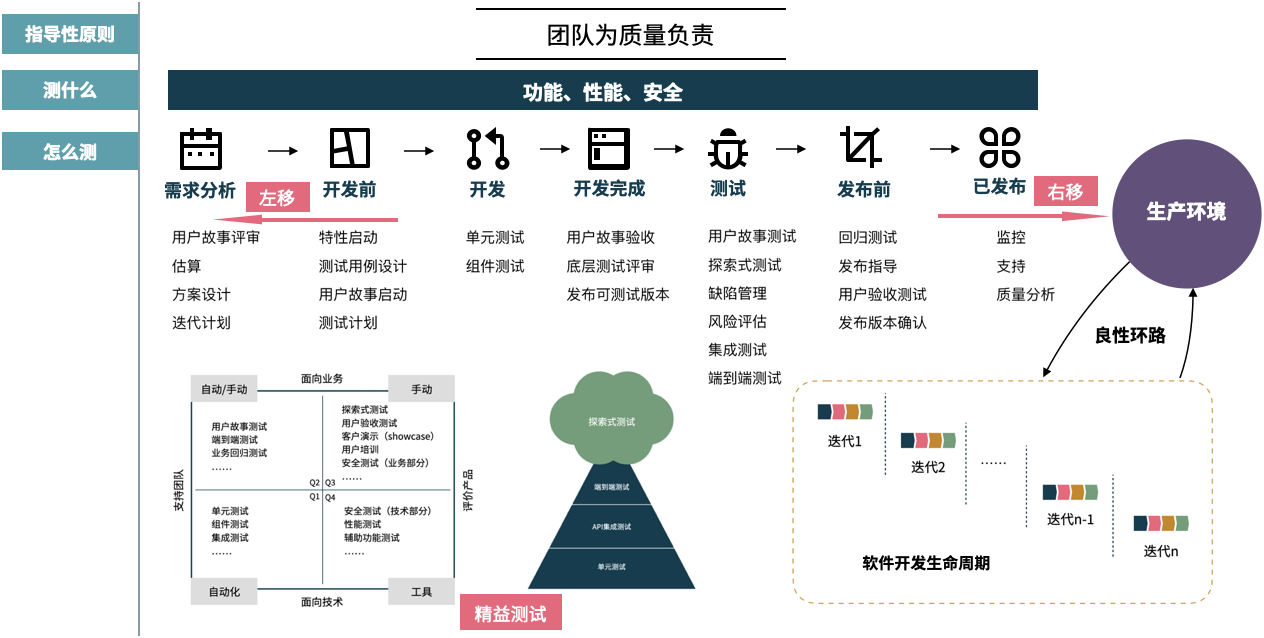 指导性原则
团队为质量负责
测什么
功能、性能、安全
怎么测
需求分析
开发前
开发
开发完成
测试
发布前
已发布
左移
右移
生产环境
用户故事评审
估算
方案设计
迭代计划
特性启动
测试用例设计
用户故事启动
测试计划
单元测试
组件测试
用户故事验收
底层测试评审
发布可测试版本
用户故事测试
探索式测试
缺陷管理
风险评估
集成测试
端到端测试
回归测试
发布指导
用户验收测试
发布版本确认
监控
支持
质量分析
良性环路
自动/手动
面向业务
手动
用户故事测试
端到端测试
业务回归测试
……
探索式测试
用户验收测试
客户演示（showcase）
用户培训
安全测试（业务部分）
……
支持团队
评价产品
Q2
Q3
Q1
Q4
单元测试
组件测试
集成测试
……
安全测试（技术部分）
性能测试
辅助功能测试
……
自动化
面向技术
工具
探索式测试
端到端测试
API集成测试
单元测试
精益测试
迭代1
迭代2
……
迭代n-1
迭代n
软件开发生命周期